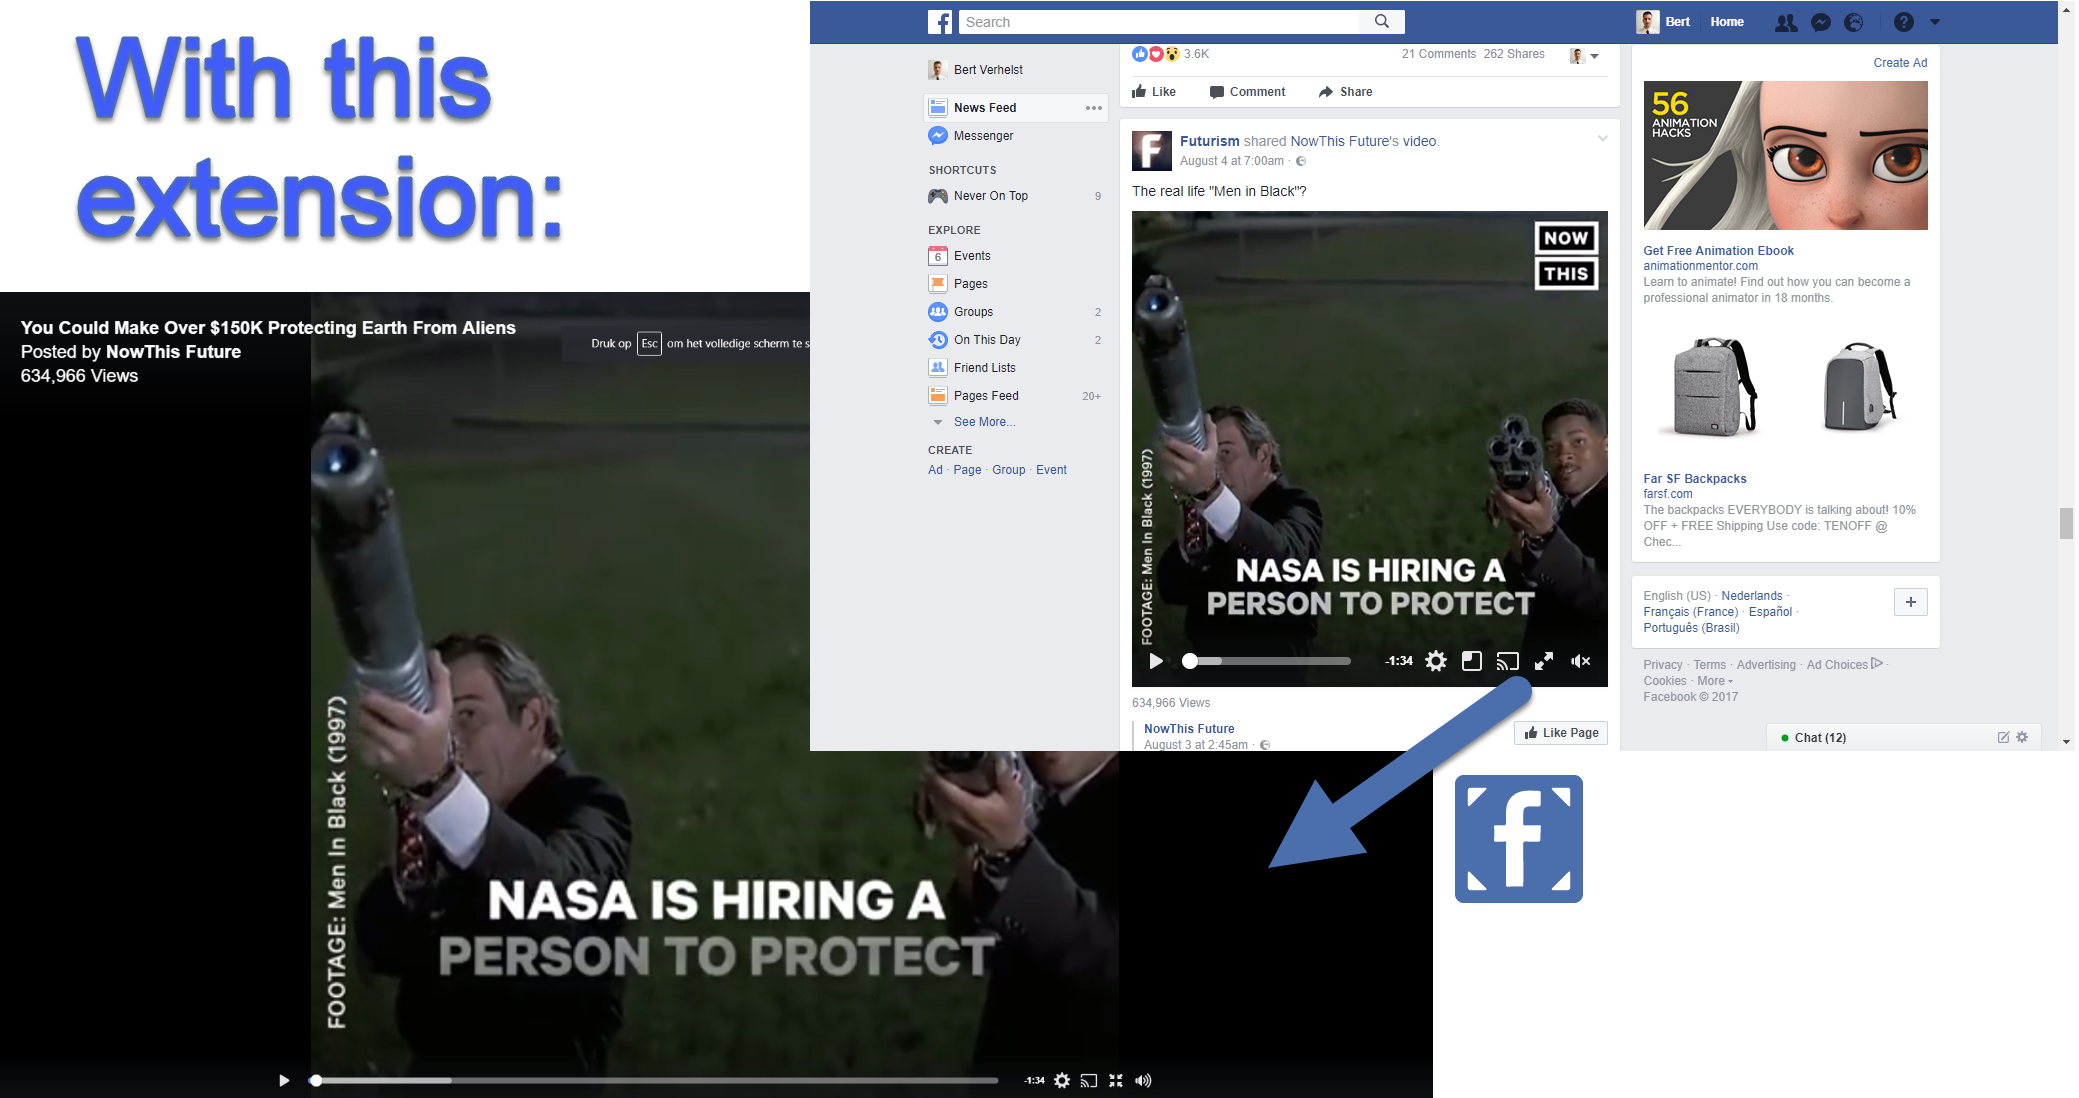 With this
extension:
You Could Make Over $150K Protecting Earth From Aliens
Posted by NowThis Future
634,966 Views
Druk op Esc om het volledige scherm te s
FOOTAGE: Men In Black (1997)
NASA IS HIRING A
PERSON TO PROTECT
-1:34
Search
Bert
Home
Bert Verhelst
News Feed
Messenger
SHORTCUTS
Never On Top 9
EXPLORE
6 Events
Pages
Groups 2
On This Day 2
Friend Lists
Pages Feed 20+
See More...
CREATE
Ad · Page · Group · Event
3.6K
21 Comments 262 Shares
Like Comment Share
F
Futurism shared NowThis Future's video.
August 4 at 7:00am ·
The real life "Men in Black"?
NOW
THIS
FOOTAGE: Men In Black (1997)
NASA IS HIRING A
PERSON TO PROTECT
-1:34
634,966 Views
NowThis Future
August 3 at 2:45am ·
Like Page
Create Ad
56
ANIMATION
HACKS
Get Free Animation Ebook
animationmentor.com
Learn to animate! Find out how you can become a
professional animator in 18 months.
Far SF Backpacks
farsf.com
The backpacks EVERYBODY is talking about! 10%
OFF + FREE Shipping Use code: TENOFF @
Chec...
English (US) · Nederlands ·
Français (France) · Español ·
Português (Brasil)
Privacy · Terms · Advertising · Ad Choices ·
Cookies · More
Facebook © 2017
Chat (12)